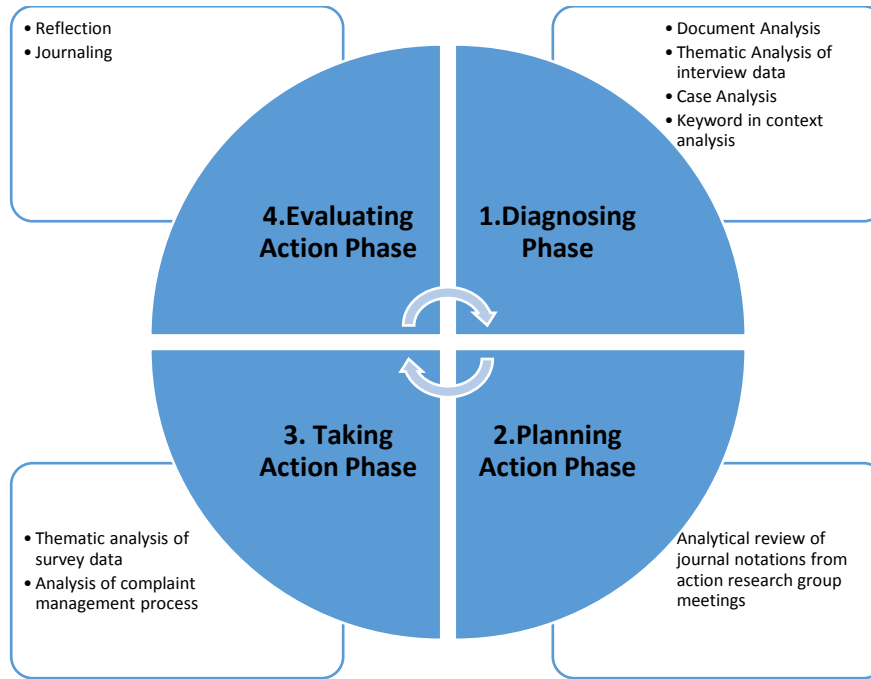 • Reflection
• Journaling
• Document Analysis
• Thematic Analysis of
interview data
• Case Analysis
• Keyword in context
analysis
4.Evaluating
Action Phase
1.Diagnosing
Phase
3. Taking
Action Phase
2.Planning
Action Phase
• Thematic analysis of
survey data
• Analysis of complaint
management process
Analytical review of
journal notations from
action research group
meetings